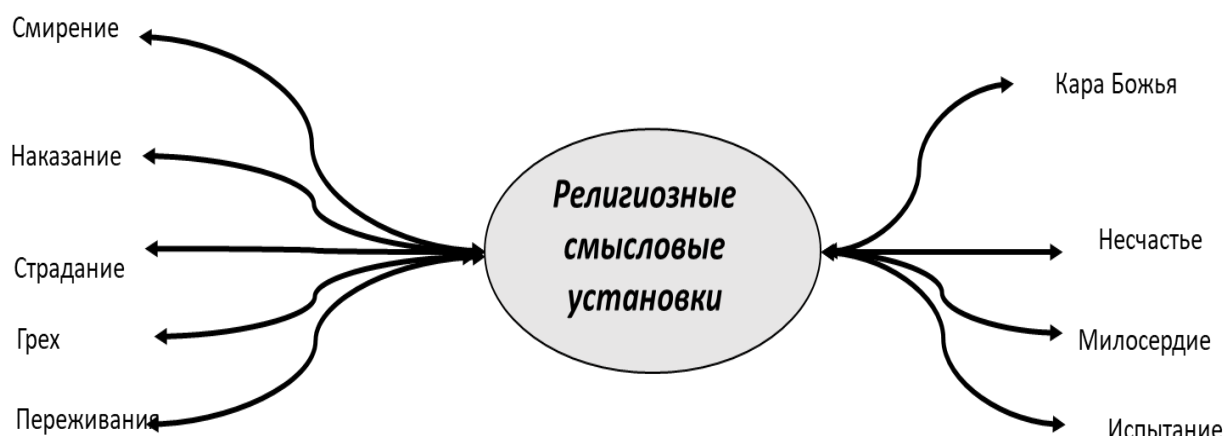 Смирение
Наказание
Страдание
Грех
Переживания
Религиозные
смысловые
установки
Кара Божья
Несчастье
Милосердие
Испытание